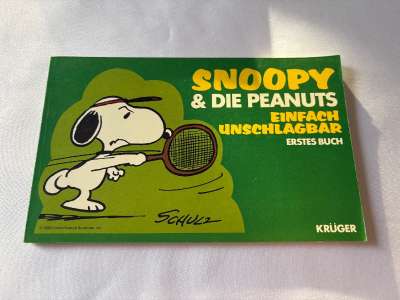 SNOOPY
& DIE PEANUTS
EINFACH
UNSCHLAGBAR
ERSTES BUCH
SCHULZ
KRÜGER